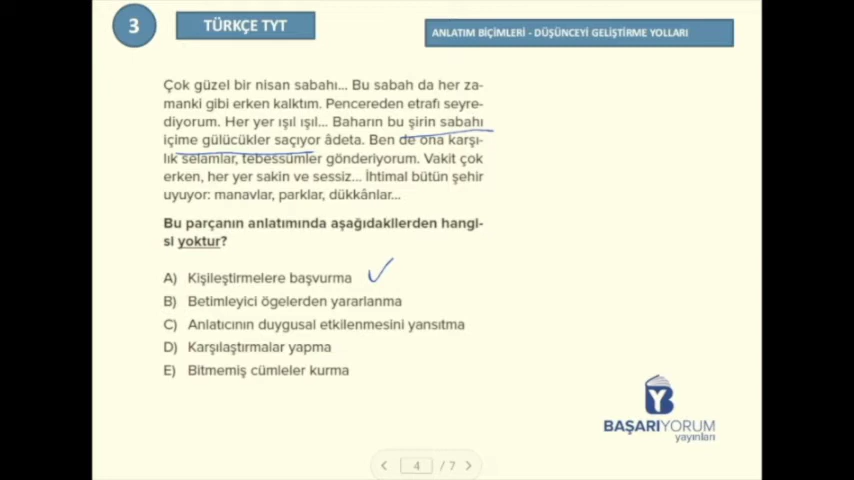 3
TÜRKÇE TYT
ANLATIM BİÇİMLERİ - DÜŞÜNCEYİ GELİŞTİRME YOLLARI
Çok güzel bir nisan sabahı... Bu sabah da her za-
manki gibi erken kalktım. Pencereden etrafı seyre-
diyorum. Her yer ışıl ışıl... Baharın bu şirin sabahı
içime gülücükler saçıyor âdeta. Ben de ona karşı-
lık selamlar, tebessümler gönderiyorum. Vakit çok
erken, her yer sakin ve sessiz... İhtimal bütün şehir
uyuyor: manavlar, parklar, dükkânlar...
Bu parçanın anlatımında aşağıdakilerden hangi-
si yoktur?
A) Kişileştirmelere başvurma
B) Betimleyici ögelerden yararlanma
C) Anlatıcının duygusal etkilenmesini yansıtma
D) Karşılaştırmalar yapma
E) Bitmemiş cümleler kurma
BAŞARIYORUM
yayınları
4 / 7